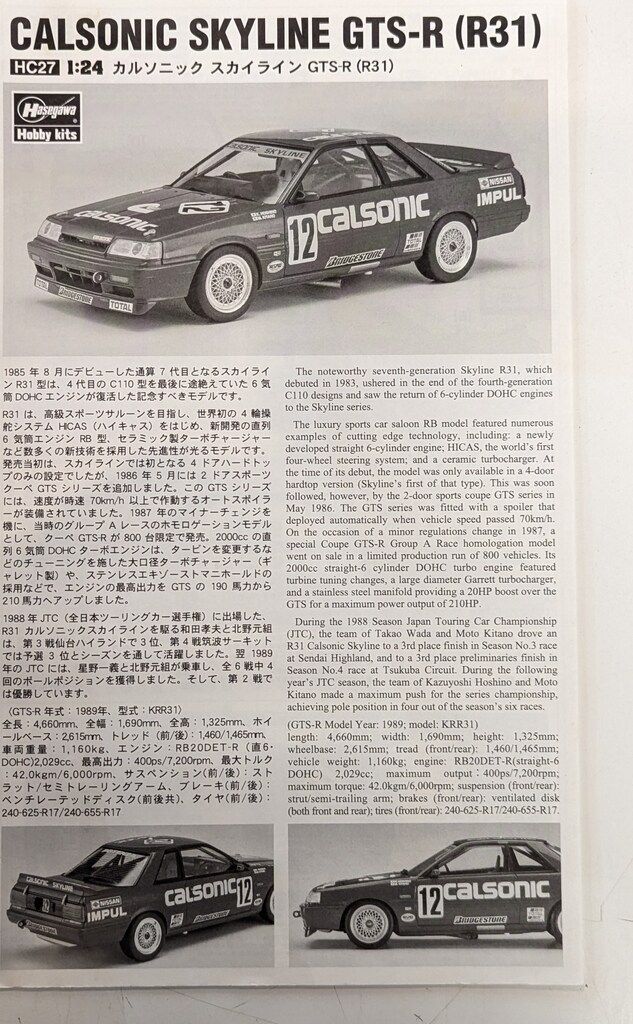 CALSONIC SKYLINE GTS-R (R31)
HC27 1:24 カルソニック スカイライン GTS-R (R31)
Hasegawa
Hobby kits
CALSONIC SKYLINE
12
CALSONIC
NISSAN
IMPUL
BRIDGESTONE
BRIDGESTONE
TOTAL
1985 年 8 月にデビューした通算 7 代目となるスカイライ
ン R31 型は、4 代目の C110 型を最後に途絶えていた 6 気
筒 DOHC エンジンが復活した記念すべきモデルです。
R31 は、高級スポーツサルーンを目指し、世界初の 4 輪操
舵システム HICAS（ハイキャス）をはじめ、新開発の直列
6 気筒エンジン RB 型、セラミック製ターボチャージャー
など数多くの新技術を採用した先進性が光るモデルです。
発売当初は、スカイラインでは初となる 4 ドアハードトッ
プのみの設定でしたが、1986 年 5 月には 2 ドアスポーツ
クーペ GTS シリーズを追加しました。この GTS シリーズ
には、速度が時速 70km/h 以上で作動するオートスポイラ
ーが装備されていました。1987 年のマイナーチェンジを
機に、当時のグループ A レースのホモロゲーションモデル
として、クーペ GTS-R が 800 台限定で発売。2000cc の直
列 6 気筒 DOHC ターボエンジンは、タービンを変更するな
どのチューニングを施した大口径ターボチャージャー（ギ
ャレット製）や、ステンレスエキゾーストマニホールドの
採用などで、エンジンの最高出力を GTS の 190 馬力から
210 馬力へアップしました。
1988 年 JTC（全日本ツーリングカー選手権）に出場した、
R31 カルソニックスカイラインを駆る和田孝夫と北野元組
は、第 3 戦仙台ハイランドで 3 位、第 4 戦筑波サーキット
では予選 3 位とシーズンを通して活躍しました。翌 1989
年の JTC には、星野一義と北野元組が乗車し、全 6 戦中 4
回のポールポジションを獲得しました。そして、第 2 戦で
は優勝しています。
〈GTS-R 年式：1989年、型式：KRR31〉
全長：4,660mm、全幅：1,690mm、全高：1,325mm、ホイ
ールベース：2,615mm、トレッド（前/後）：1,460/1,465mm、
車両重量：1,160kg、エンジン：RB20DET-R（直6・
DOHC)2,029cc、最高出力：400ps/7,200rpm、最大トルク
：42.0kgm/6,000rpm、サスペンション(前/後)：スト
ラット/セミトレーリングアーム、ブレーキ(前/後)：
ベンチレーテッドディスク(前後共)、タイヤ(前/後)：
240-625-R17/240-655-R17
The noteworthy seventh-generation Skyline R31, which
debuted in 1983, ushered in the end of the fourth-generation
C110 designs and saw the return of 6-cylinder DOHC engines
to the Skyline series.
The luxury sports car saloon RB model featured numerous
examples of cutting edge technology, including: a newly
developed straight 6-cylinder engine; HICAS, the world's first
four-wheel steering system; and a ceramic turbocharger. At
the time of its debut, the model was only available in a 4-door
hardtop version (Skyline's first of that type). This was soon
followed, however, by the 2-door sports coupe GTS series in
May 1986. The GTS series was fitted with a spoiler that
deployed automatically when vehicle speed passed 70km/h.
On the occasion of a minor regulations change in 1987, a
special Coupe GTS-R Group A Race homologation model
went on sale in a limited production run of 800 vehicles. Its
2000cc straight-6 cylinder DOHC turbo engine featured
turbine tuning changes, a large diameter Garrett turbocharger,
and a stainless steel manifold providing a 20HP boost over the
GTS for a maximum power output of 210HP.
During the 1988 Season Japan Touring Car Championship
(JTC), the team of Takao Wada and Moto Kitano drove an
R31 Calsonic Skyline to a 3rd place finish in Season No.3 race
at Sendai Highland, and to a 3rd place preliminaries finish in
Season No.4 race at Tsukuba Circuit. During the following
year's JTC season, the team of Kazuyoshi Hoshino and Moto
Kitano made a maximum push for the series championship,
achieving pole position in four out of the season's six races.
(GTS-R Model Year: 1989; model: KRR31)
length: 4,660mm; width: 1,690mm; height: 1,325mm;
wheelbase: 2,615mm; tread (front/rear): 1,460/1,465mm;
vehicle weight: 1,160kg; engine: RB20DET-R(straight-6
DOHC) 2,029cc; maximum output : 400ps/7,200rpm;
maximum torque: 42.0kgm/6,000rpm; suspension (front/rear):
strut/semi-trailing arm; brakes (front/rear): ventilated disk
(both front and rear); tires (front/rear): 240-625-R17/240-655-R17.
CALSONIC SKYLINE
NISSAN
IMPUL
CALSONIC
12
BRIDGESTONE
12
CALSONIC
BRIDGESTONE